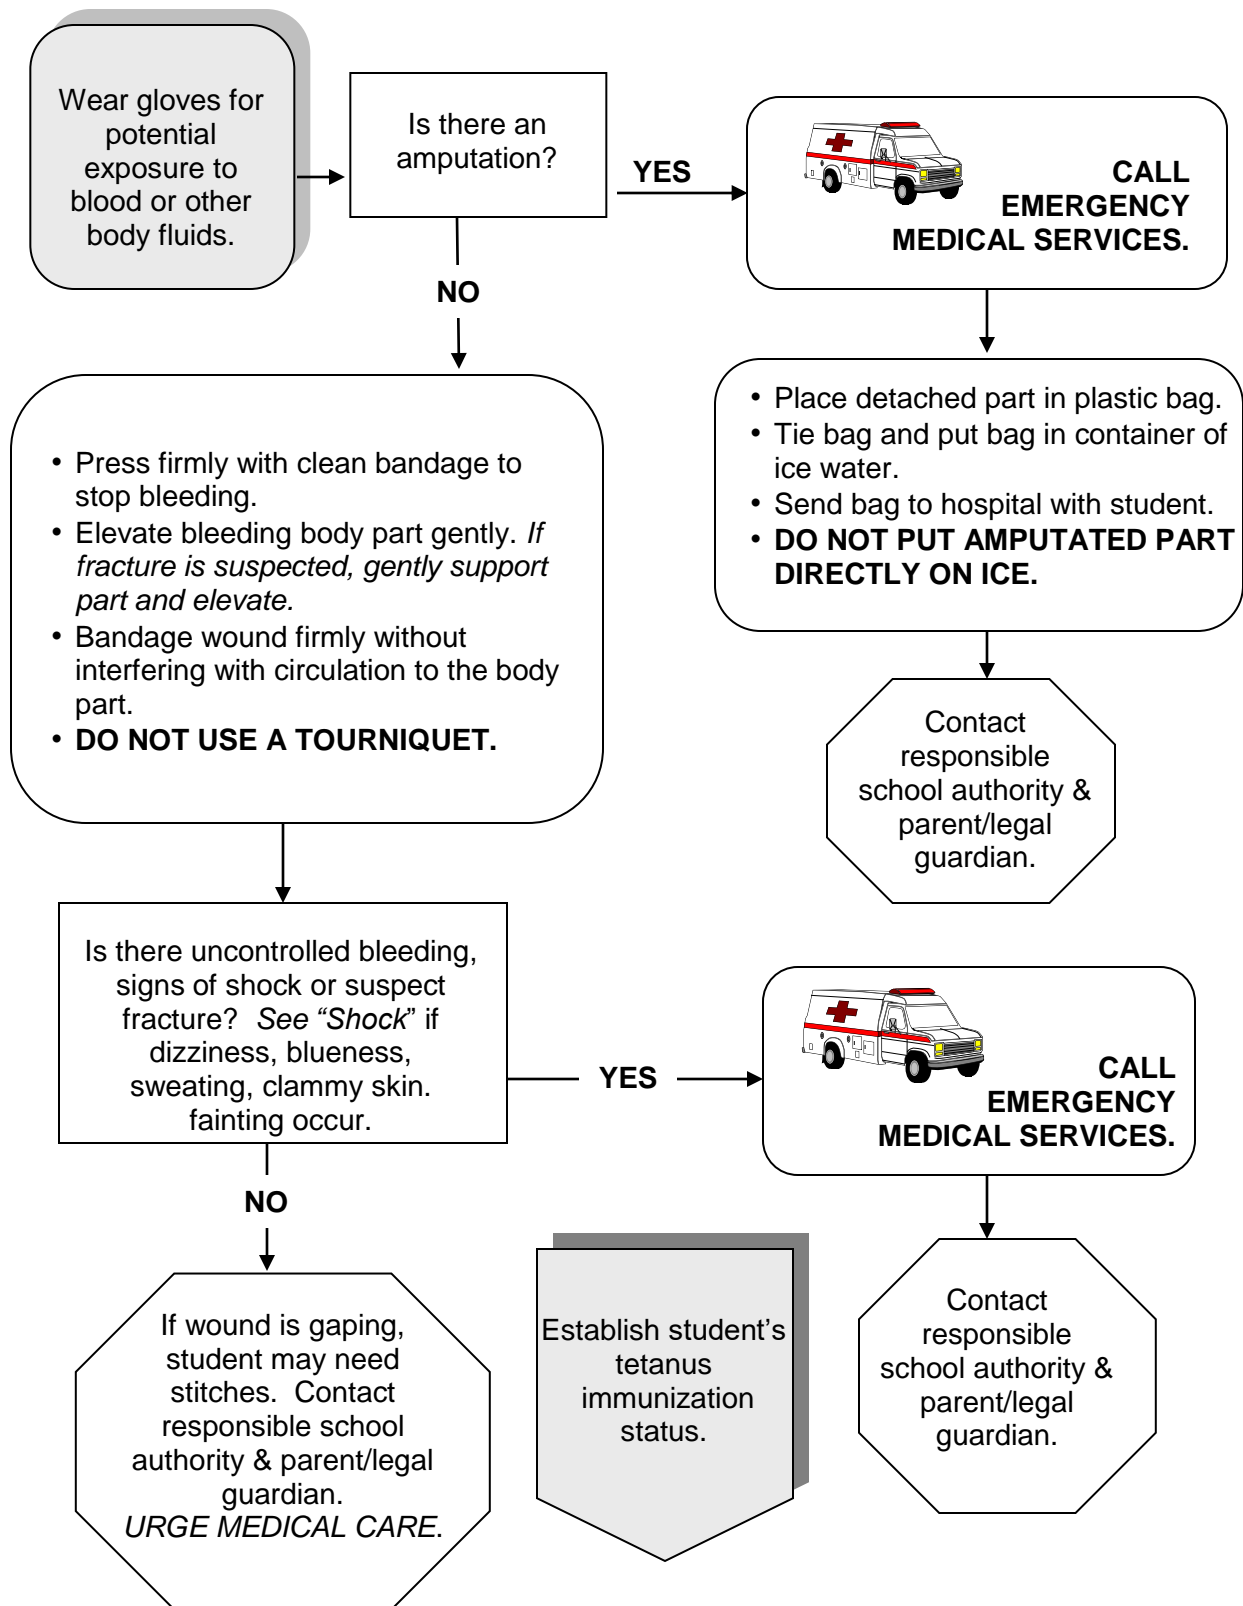 Wear gloves for
potential
exposure to
blood or other
body fluids.
Is there an
amputation?
YES
CALL
EMERGENCY
MEDICAL SERVICES.
NO
• Place detached part in plastic bag.
• Tie bag and put bag in container of
ice water.
• Send bag to hospital with student.
• DO NOT PUT AMPUTATED PART
DIRECTLY ON ICE.
• Press firmly with clean bandage to
stop bleeding.
• Elevate bleeding body part gently. If
fracture is suspected, gently support
part and elevate.
• Bandage wound firmly without
interfering with circulation to the body
part.
• DO NOT USE A TOURNIQUET.
Contact
responsible
school authority &
parent/legal
guardian.
Is there uncontrolled bleeding,
signs of shock or suspect
fracture? See “Shock” if
dizziness, blueness,
sweating, clammy skin.
fainting occur.
YES
CALL
EMERGENCY
MEDICAL SERVICES.
NO
If wound is gaping,
student may need
stitches. Contact
responsible school
authority & parent/legal
guardian.
URGE MEDICAL CARE.
Establish student’s
tetanus
immunization
status.
Contact
responsible
school authority &
parent/legal
guardian.